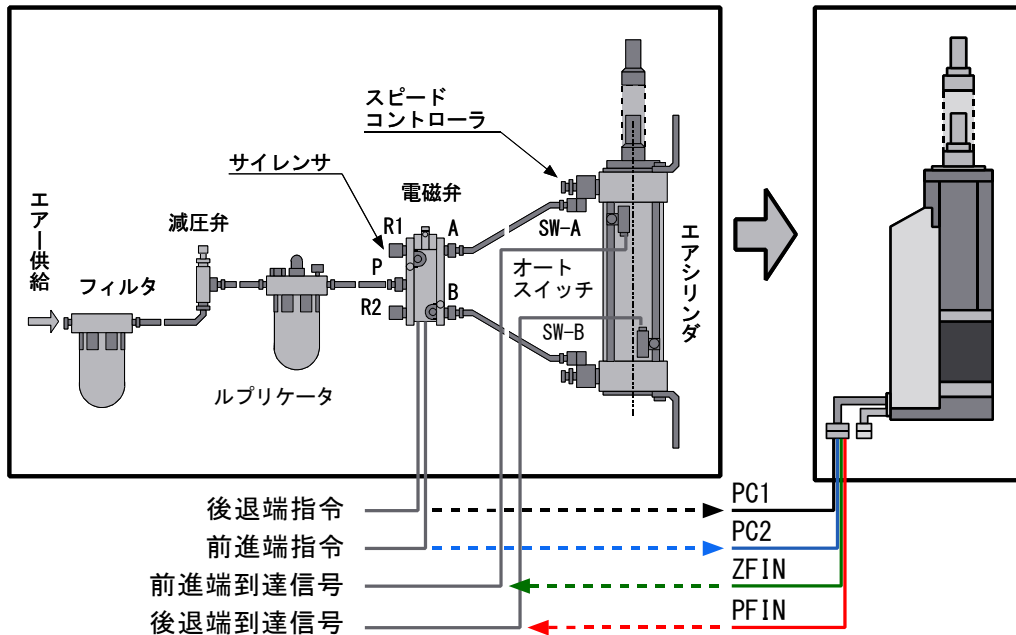 スピード
コントローラ
サイレンサ
電磁弁
エアー供給
減圧弁
フィルタ
R1
A
P
R2
B
SW-A
オート
スイッチ
SW-B
エアシリンダ
ルプリケータ
後退端指令
PC1
前進端指令
PC2
前進端到達信号
ZFIN
後退端到達信号
PFIN